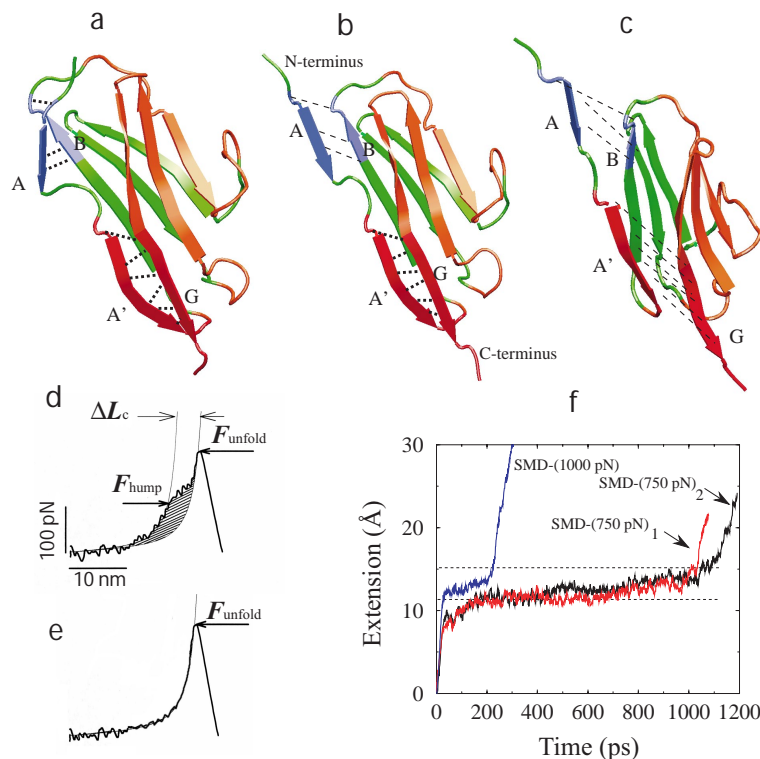 a
b
c
N-terminus
A
B
G
A'
A
B
G
A'
C-terminus
A
B
A'
G
d
ΔLc
Funfold
Fhump
100 pN
10 nm
e
Funfold
f
30
20
10
0
0 200 400 600 800 1000 1200
Extension (Å)
Time (ps)
SMD-(1000 pN)
SMD-(750 pN)2
SMD-(750 pN)1